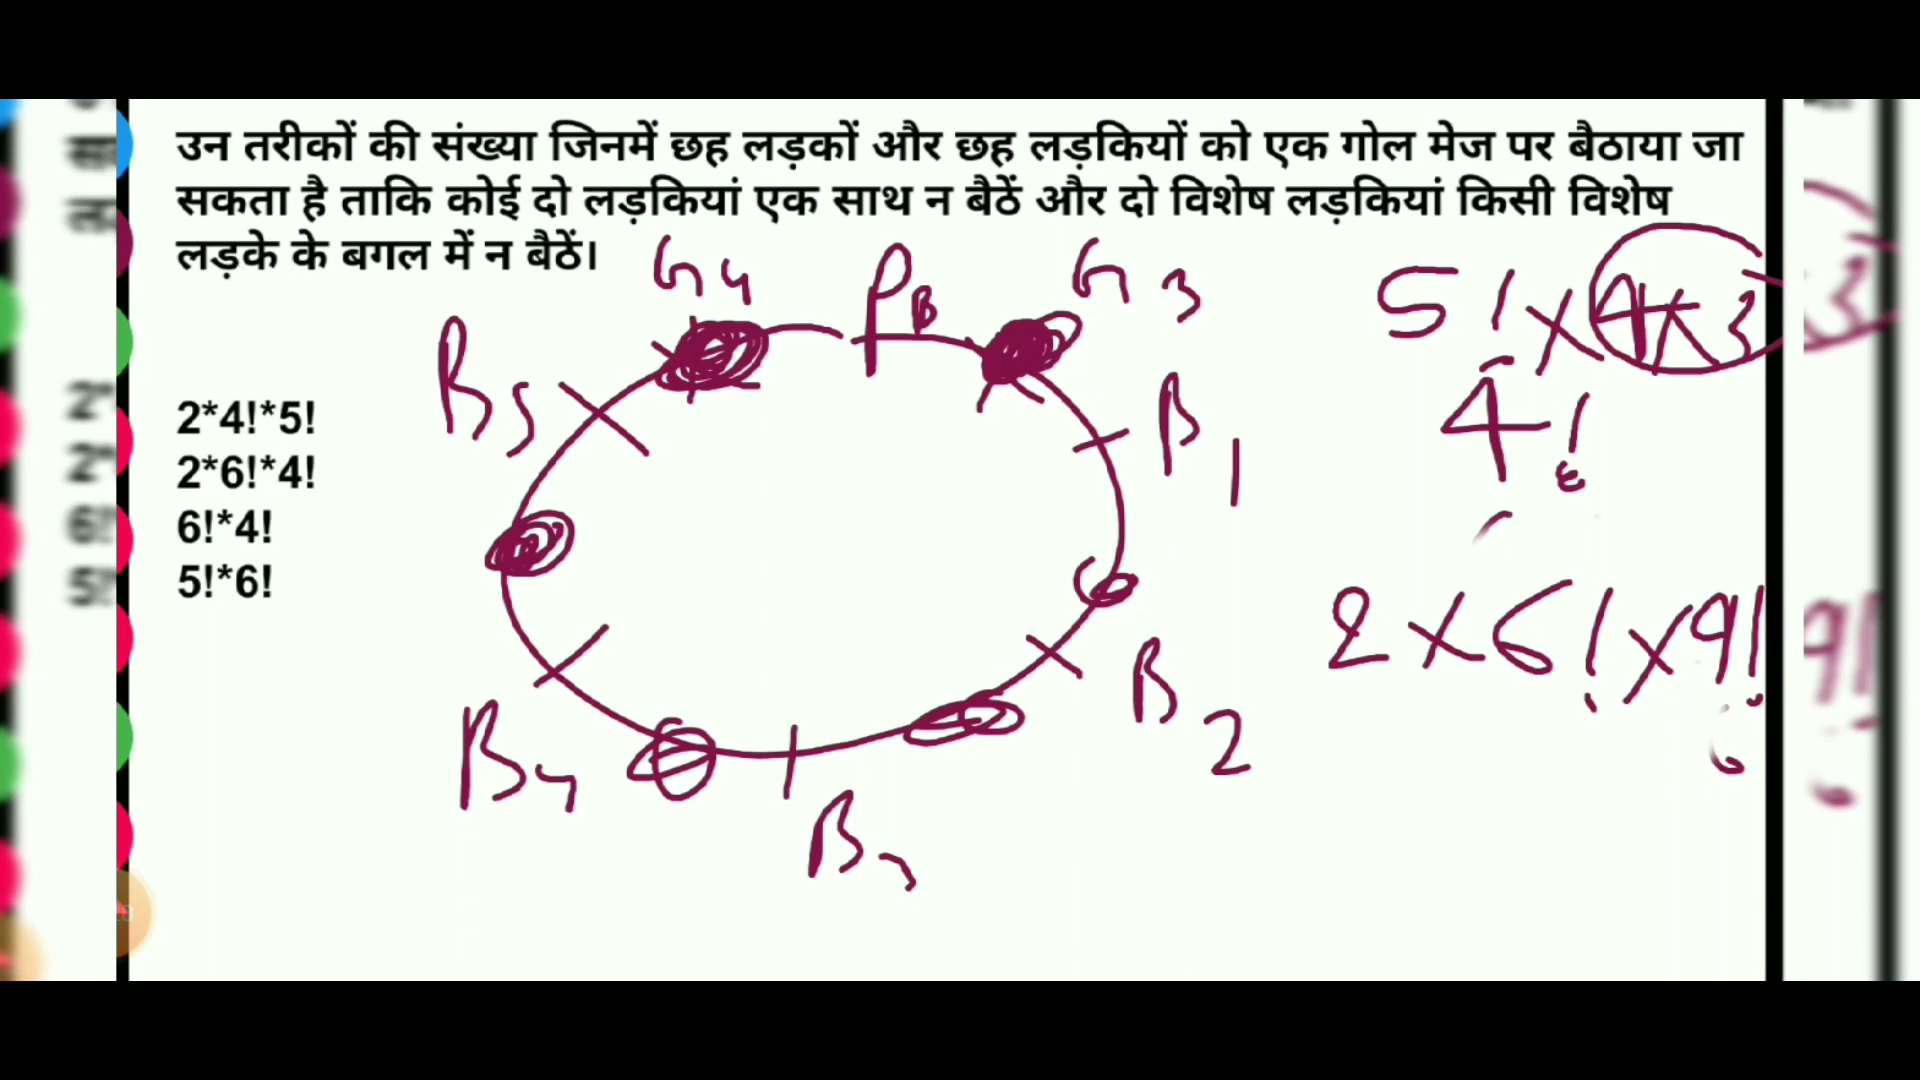 उन तरीकों की संख्या जिनमें छह लड़कों और छह लड़कियों को एक गोल मेज पर बैठाया जा
सकता है ताकि कोई दो लड़कियां एक साथ न बैठें और दो विशेष लड़कियां किसी विशेष
लड़के के बगल में न बैठें।
G4 PB G3
5! × 4×3
B5 B1
4!
2*4!*5!
2*6!*4!
6!*4!
5!*6!
2×6!×4!
B4 B2
B3